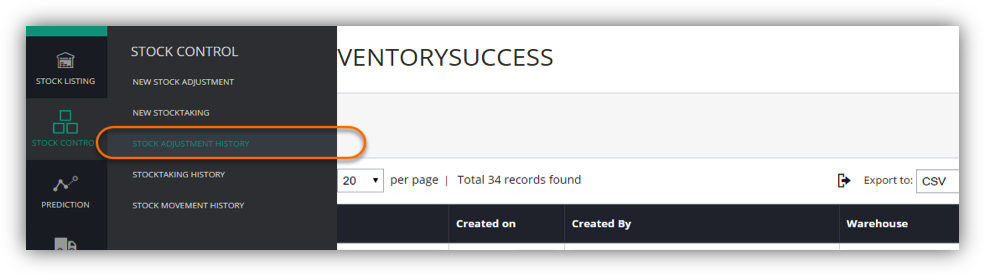 STOCK LISTING
STOCK CONTRO
PREDICTION
STOCK CONTROL
NEW STOCK ADJUSTMENT
NEW STOCKTAKING
STOCK ADJUSTMENT HISTORY
STOCKTAKING HISTORY
STOCK MOVEMENT HISTORY
VENTORYSUCCESS
20 per page | Total 34 records found Export to: CSV
Created on Created By Warehouse